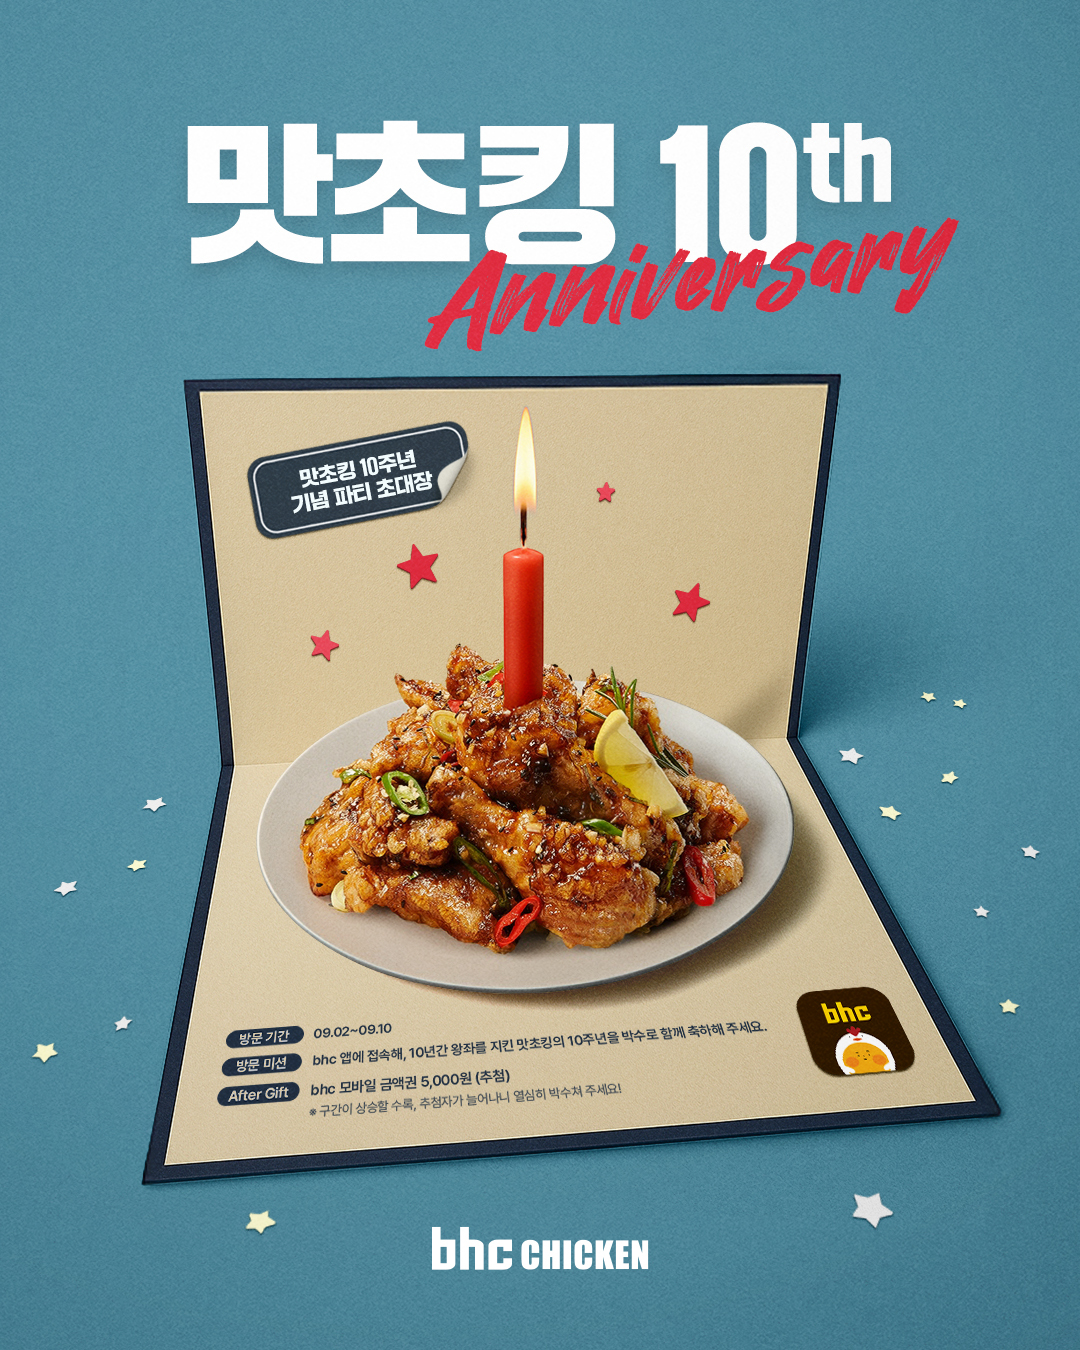 맛초킹 10th
Anniversary
맛초킹 10주년
기념 파티 초대장
방문 기간 09.02~09.10
방문 미션 bhc 앱에 접속해, 10년간 왕좌를 지킨 맛초킹의 10주년을 박수로 함께 축하해 주세요.
After Gift bhc 모바일 금액권 5,000원 (추첨)
※ 구간이 상승할 수록, 추첨자가 늘어나니 열심히 박수쳐 주세요!
bhc
bhc CHICKEN